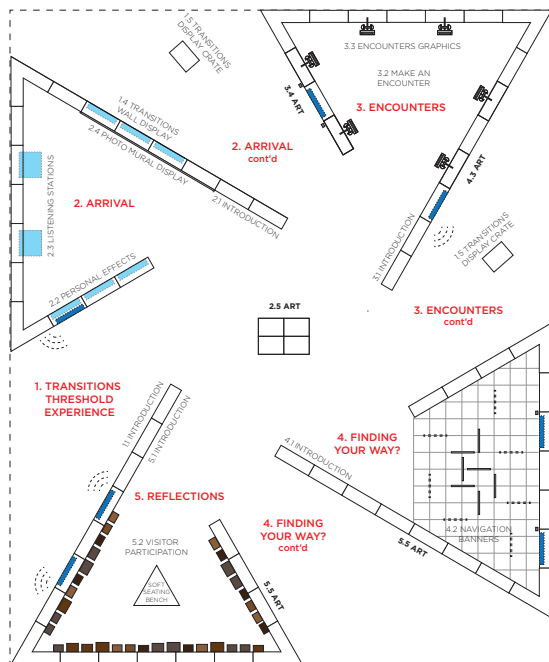 1.5 TRANSITIONS
DISPLAY CRATE
3.3 ENCOUNTERS GRAPHICS
3.2 MAKE AN
ENCOUNTER
3. ENCOUNTERS
3.4 ART
4.3 ART
3.1 INTRODUCTION
1.5 TRANSITIONS
DISPLAY CRATE
1.4 TRANSITIONS
WALL DISPLAY
2.4 PHOTO MURAL DISPLAY
2.1 INTRODUCTION
2. ARRIVAL
cont'd
2. ARRIVAL
2.3 LISTENING STATIONS
2.2 PERSONAL EFFECTS
2.5 ART
3. ENCOUNTERS
cont'd
1. TRANSITIONS
THRESHOLD
EXPERIENCE
1.1 INTRODUCTION
5.1 INTRODUCTION
4.1 INTRODUCTION
4. FINDING
YOUR WAY?
4.2 NAVIGATION
BANNERS
5.5 ART
5. REFLECTIONS
4. FINDING
YOUR WAY?
cont'd
5.2 VISITOR
PARTICIPATION
SOFT
SEATING
BENCH
5.5 ART